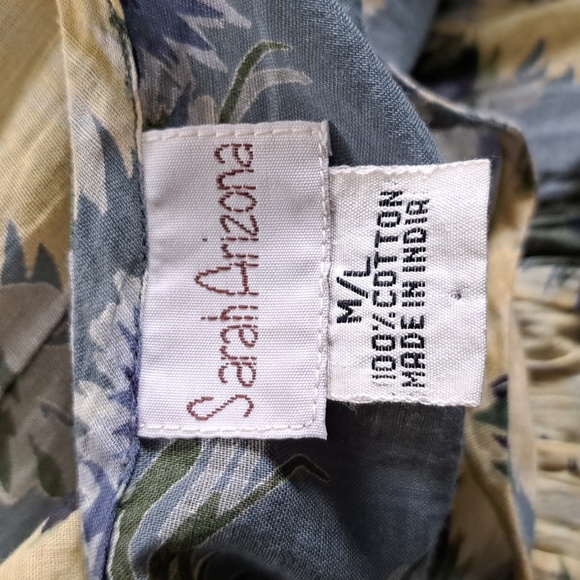 Sarah Arizona
M/L
100% COTTON
MADE IN INDIA